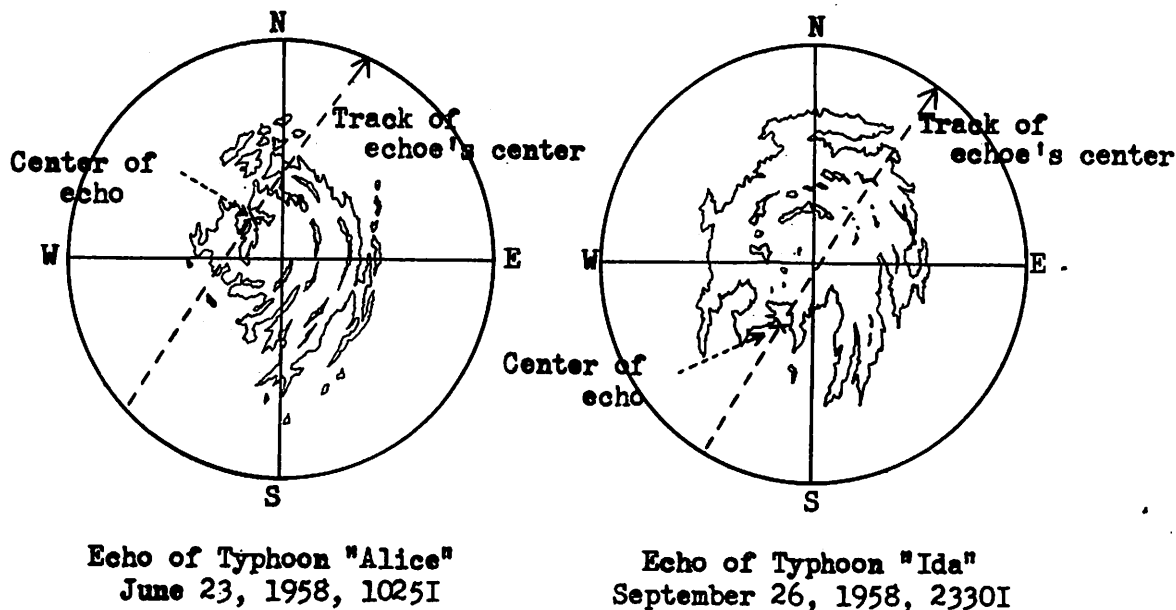 N
Track of
echoe's center
Center of
echo
W
E
S
Echo of Typhoon "Alice"
June 23, 1958, 1025I
N
Track of
echoe's center
W
E
Center of
echo
S
Echo of Typhoon "Ida"
September 26, 1958, 2330I